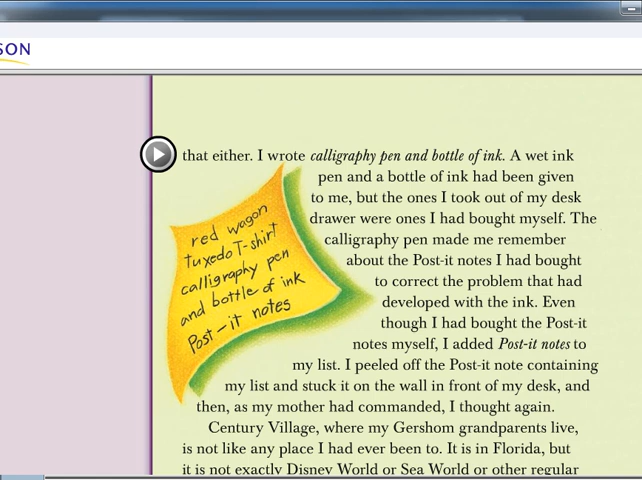 SON
that either. I wrote calligraphy pen and bottle of ink. A wet ink
pen and a bottle of ink had been given
to me, but the ones I took out of my desk
drawer were ones I had bought myself. The
calligraphy pen made me remember
about the Post-it notes I had bought
to correct the problem that had
developed with the ink. Even
though I had bought the Post-it
notes myself, I added Post-it notes to
my list. I peeled off the Post-it note containing
my list and stuck it on the wall in front of my desk, and
then, as my mother had commanded, I thought again.
Century Village, where my Gershom grandparents live,
is not like any place I had ever been to. It is in Florida, but
it is not exactly Disney World or Sea World or other regular
red wagon
tuxedo T-shirt
calligraphy pen
and bottle of ink
Post-it notes